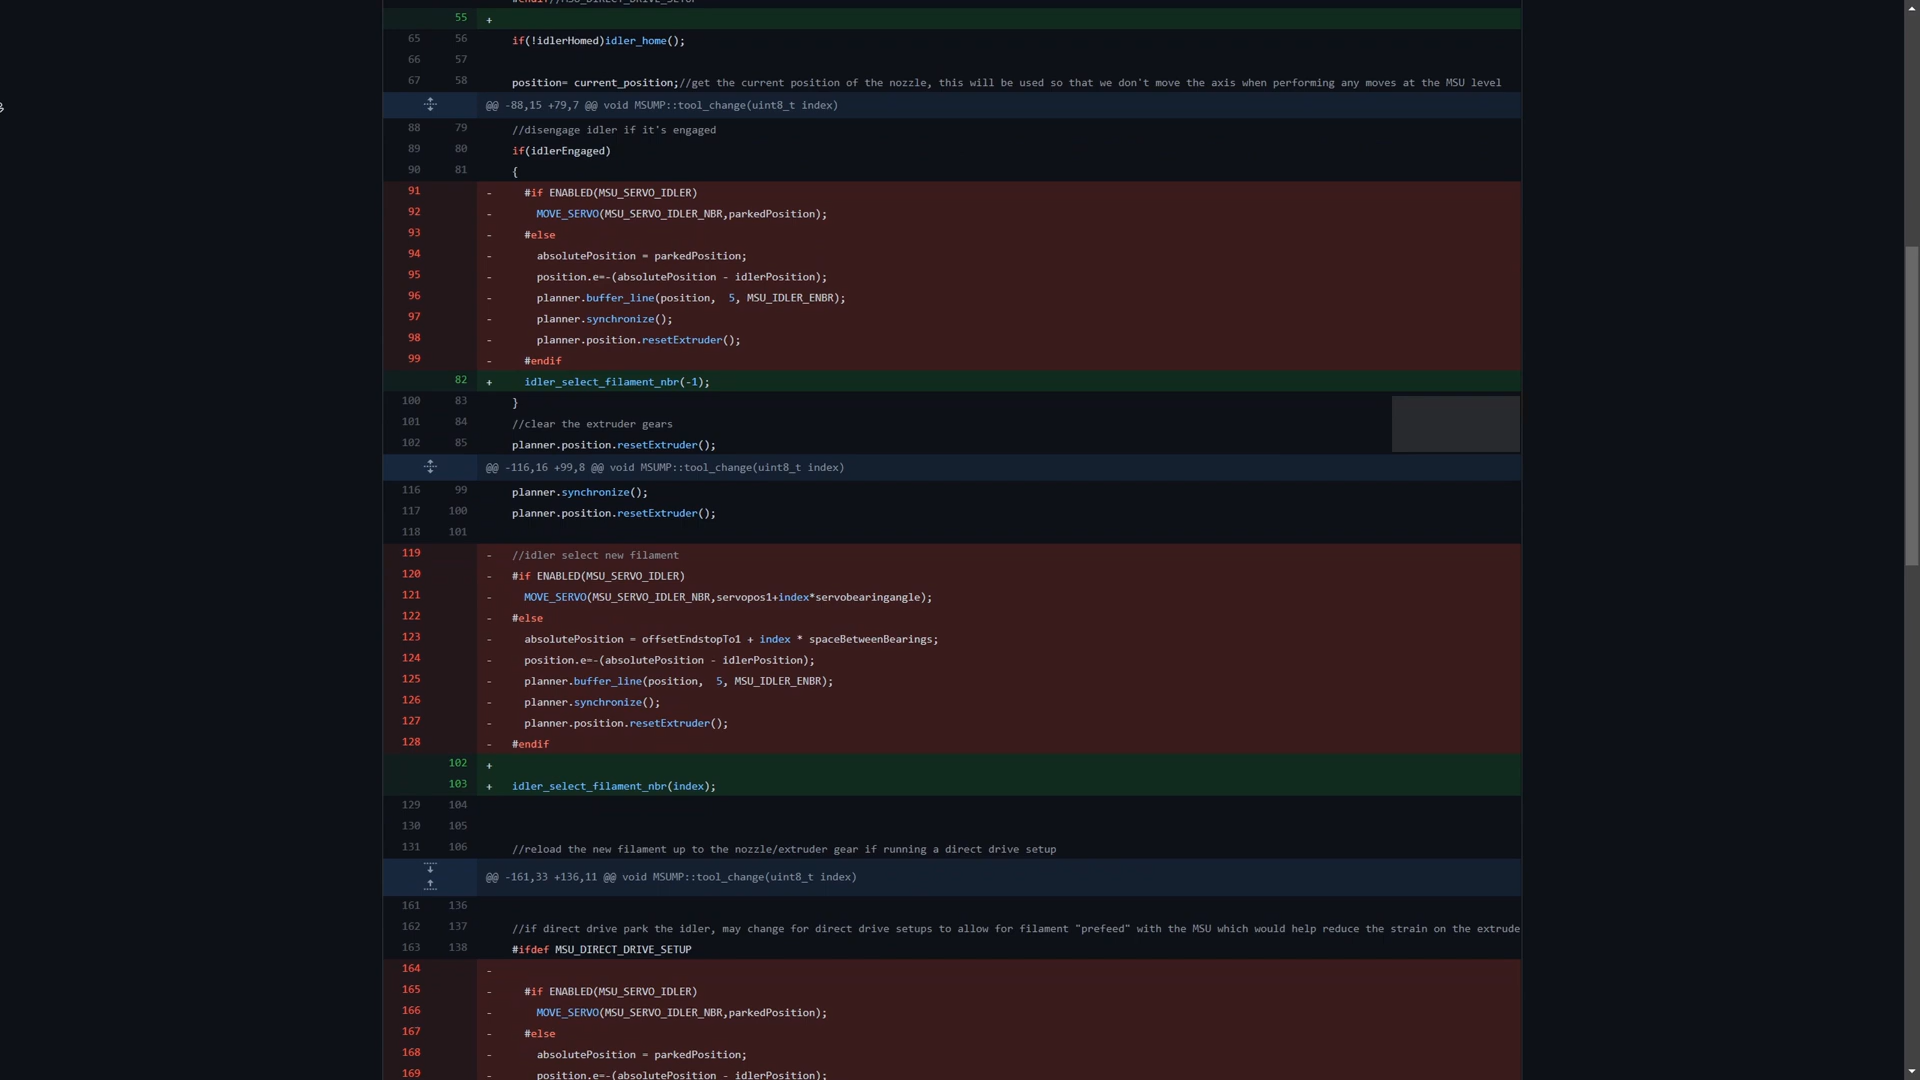 #endif//MSU_DIRECT_DRIVE_SETUP
55 +
65 56 if(!idlerHomed)idler_home();
66 57
67 58 position= current_position;//get the current position of the nozzle, this will be used so that we don't move the axis when performing any moves at the MSU level
@@ -88,15 +79,7 @@ void MSUMP::tool_change(uint8_t index)
88 79 //disengage idler if it's engaged
89 80 if(idlerEngaged)
90 81 {
91 - #if ENABLED(MSU_SERVO_IDLER)
92 - MOVE_SERVO(MSU_SERVO_IDLER_NBR,parkedPosition);
93 - #else
94 - absolutePosition = parkedPosition;
95 - position.e=-(absolutePosition - idlerPosition);
96 - planner.buffer_line(position,  5, MSU_IDLER_ENBR);
97 - planner.synchronize();
98 - planner.position.resetExtruder();
99 - #endif
82 + idler_select_filament_nbr(-1);
100 83 }
101 84 //clear the extruder gears
102 85 planner.position.resetExtruder();
@@ -116,16 +99,8 @@ void MSUMP::tool_change(uint8_t index)
116 99 planner.synchronize();
117 100 planner.position.resetExtruder();
118 101
119 - //idler select new filament
120 - #if ENABLED(MSU_SERVO_IDLER)
121 - MOVE_SERVO(MSU_SERVO_IDLER_NBR,servopos1+index*servobearingangle);
122 - #else
123 - absolutePosition = offsetEndstopTo1 + index * spaceBetweenBearings;
124 - position.e=-(absolutePosition - idlerPosition);
125 - planner.buffer_line(position,  5, MSU_IDLER_ENBR);
126 - planner.synchronize();
127 - planner.position.resetExtruder();
128 - #endif
102 +
103 + idler_select_filament_nbr(index);
129 104
130 105
131 106 //reload the new filament up to the nozzle/extruder gear if running a direct drive setup
@@ -161,33 +136,11 @@ void MSUMP::tool_change(uint8_t index)
161 136
162 137 //if direct drive park the idler, may change for direct drive setups to allow for filament "prefeed" with the MSU which would help reduce the strain on the extrude
163 138 #ifdef MSU_DIRECT_DRIVE_SETUP
164 -
165 - #if ENABLED(MSU_SERVO_IDLER)
166 - MOVE_SERVO(MSU_SERVO_IDLER_NBR,parkedPosition);
167 - #else
168 - absolutePosition = parkedPosition;
169 - position.e=-(absolutePosition - idlerPosition);